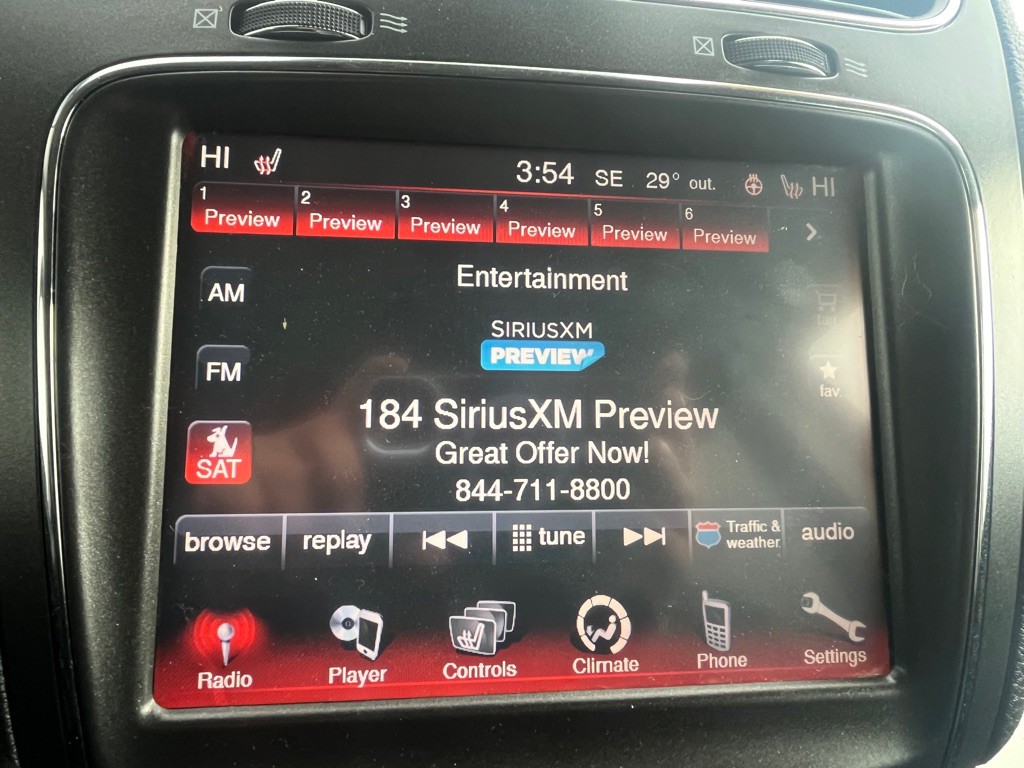 HI 3:54 SE 29° out. HI
1 2 3 4 5 6
Preview Preview Preview Preview Preview Preview
Entertainment
AM
SIRIUSXM
PREVIEW
FM
fav
184 SiriusXM Preview
Great Offer Now!
SAT
844-711-8800
browse replay tune Traffic & weather audio
Radio Player Controls Climate Phone Settings